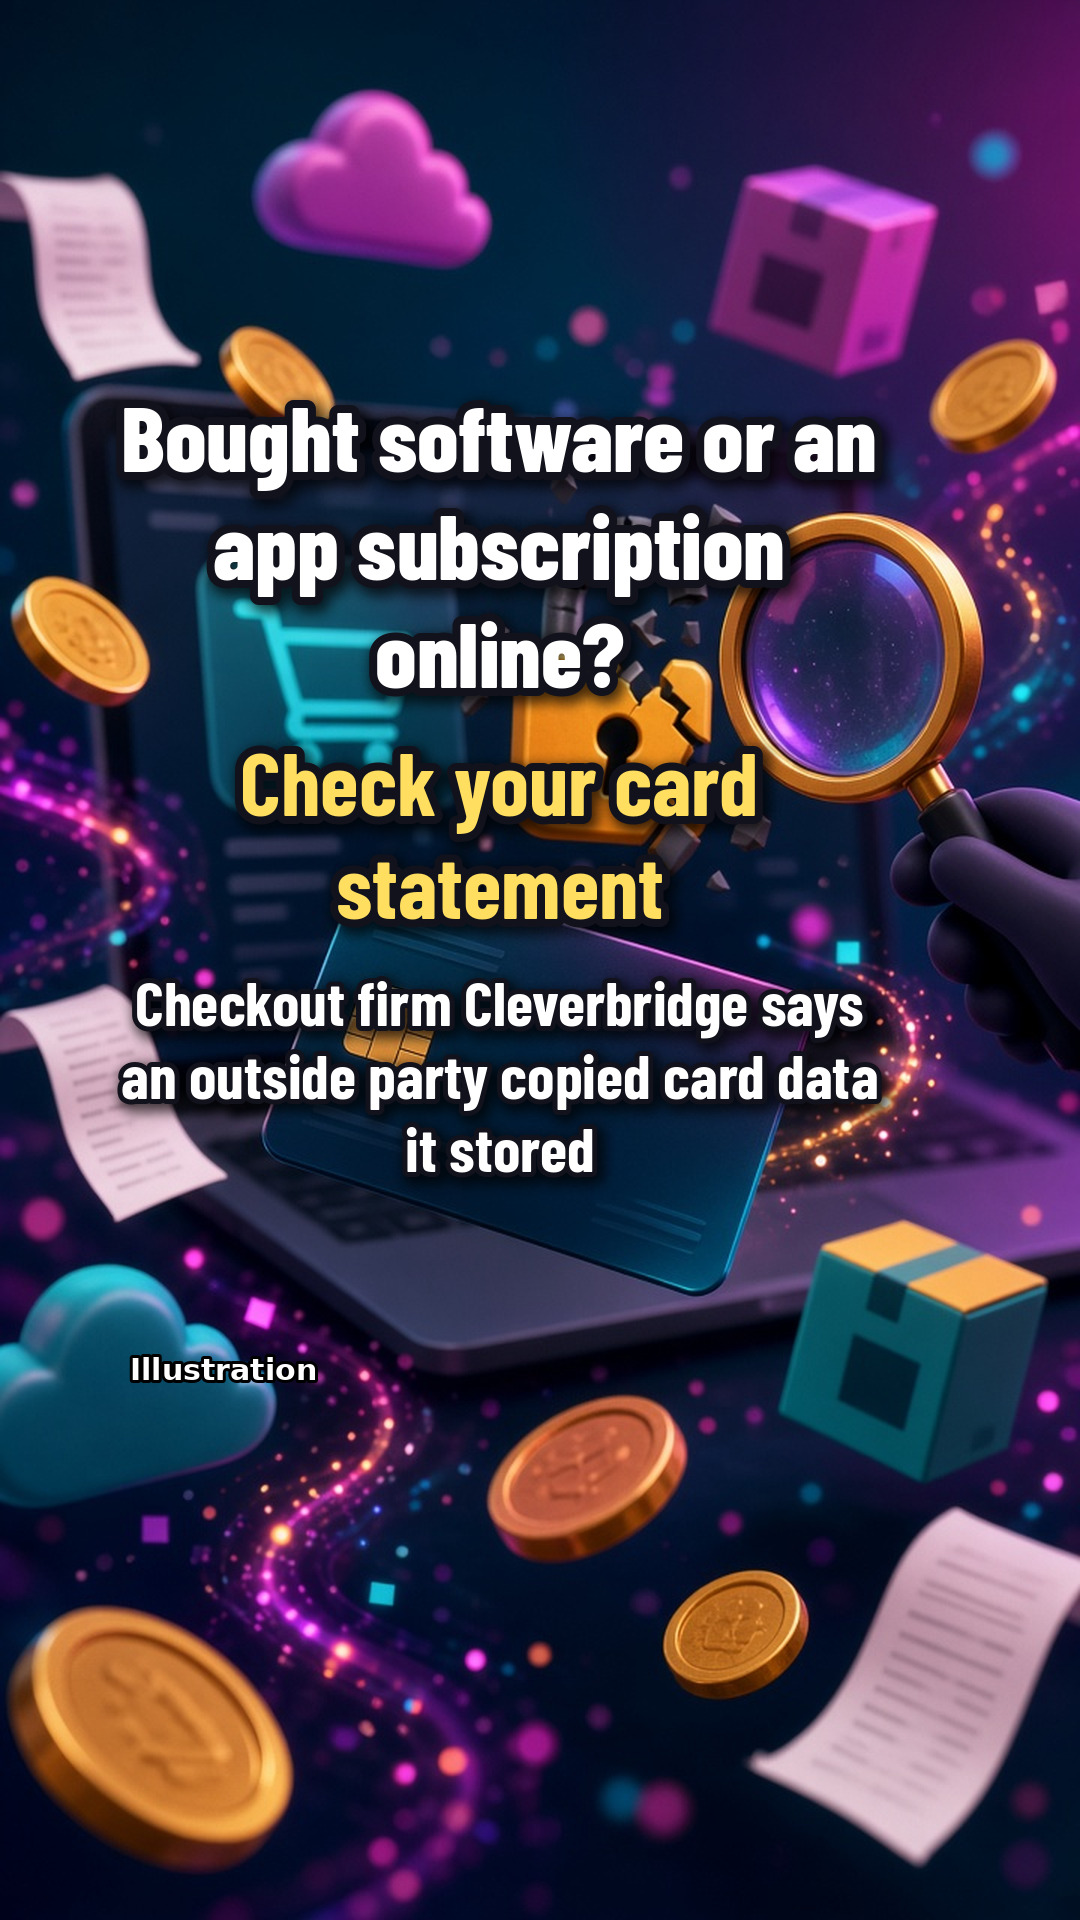 Bought software or an
app subscription
online?
Check your card
statement
Checkout firm Cleverbridge says
an outside party copied card data
it stored
Illustration